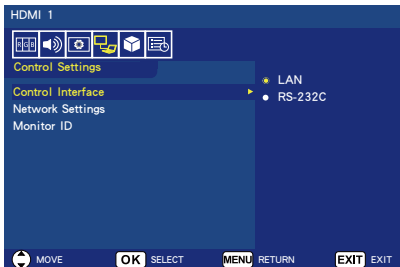 HDMI 1
RGB
Control Settings
Control Interface
Network Settings
Monitor ID
LAN
RS-232C
MOVE OK SELECT MENU RETURN EXIT EXIT